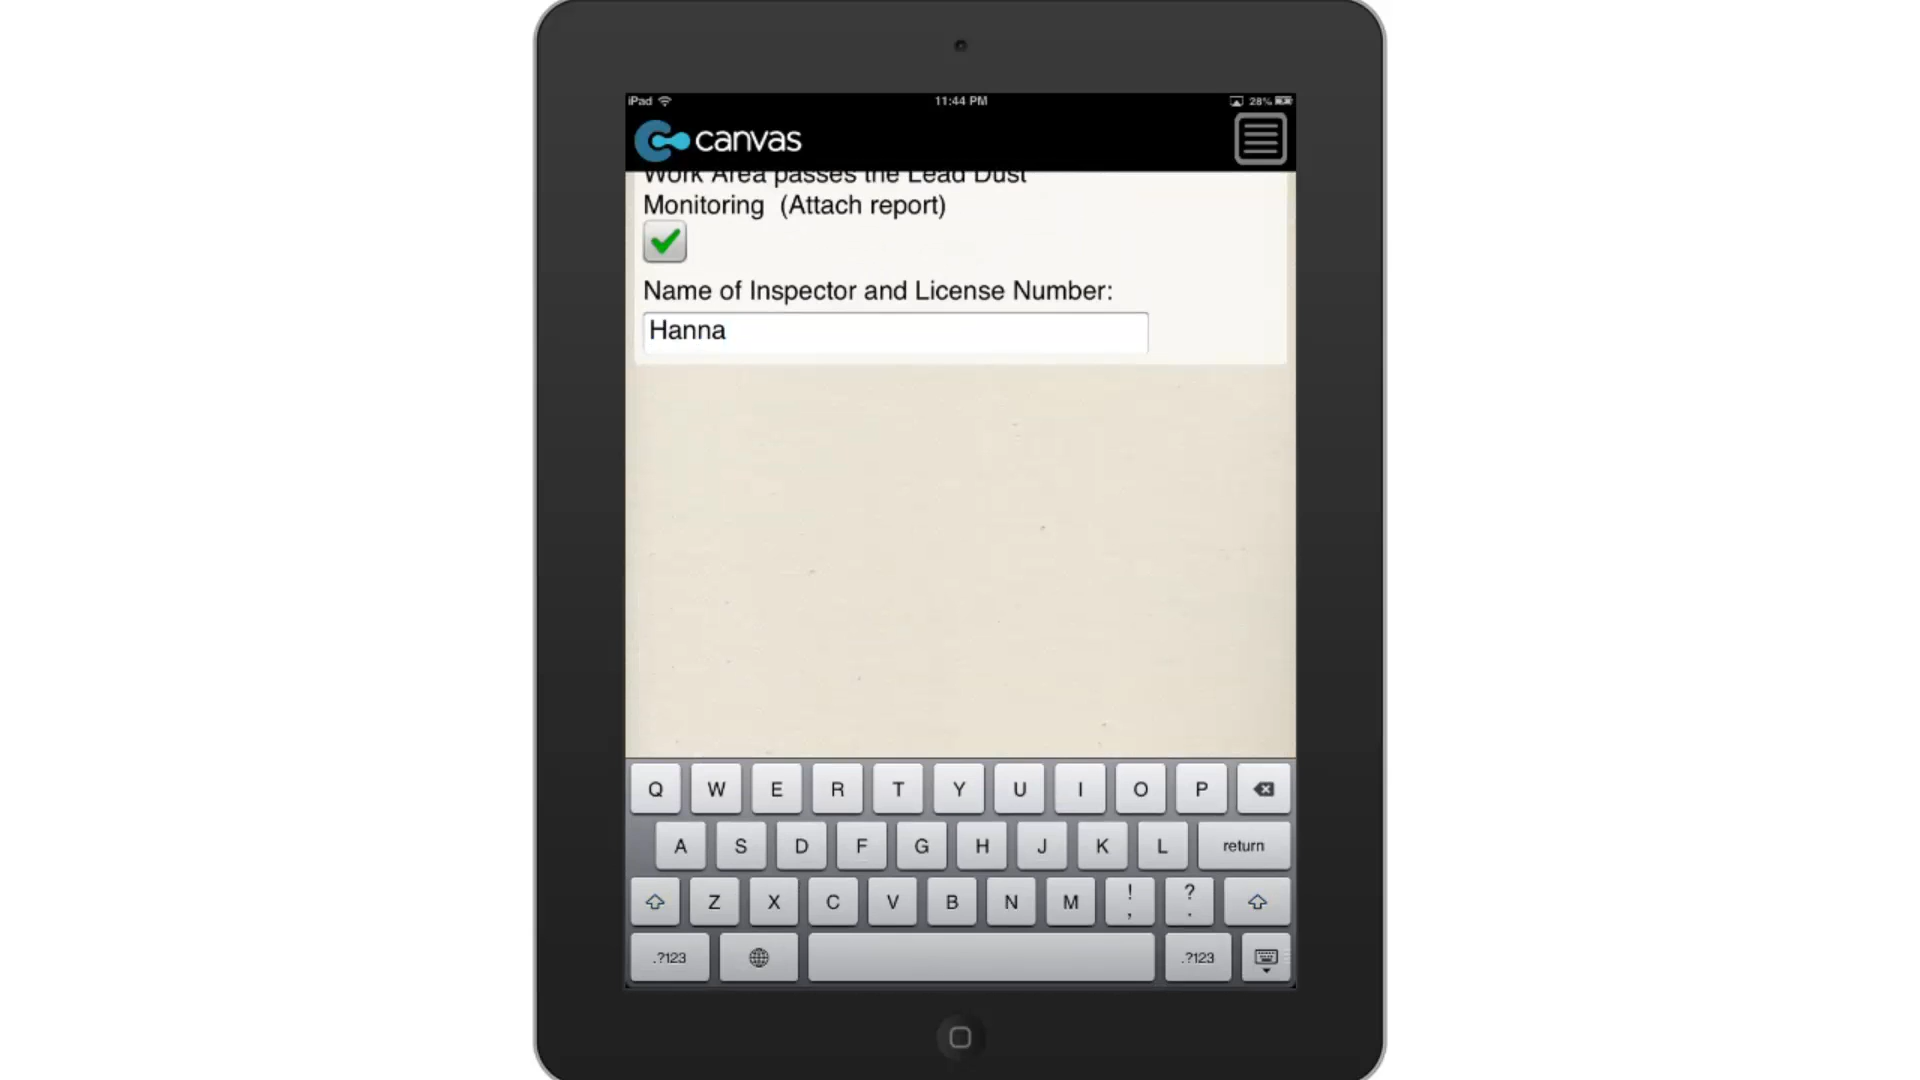 iPad 11:44 PM 28%
canvas
Work Area passes the Lead Dust
Monitoring (Attach report)
Name of Inspector and License Number:
Hanna
Q W E R T Y U I O P
A S D F G H J K L return
Z X C V B N M ! , ? .
.?123 .?123